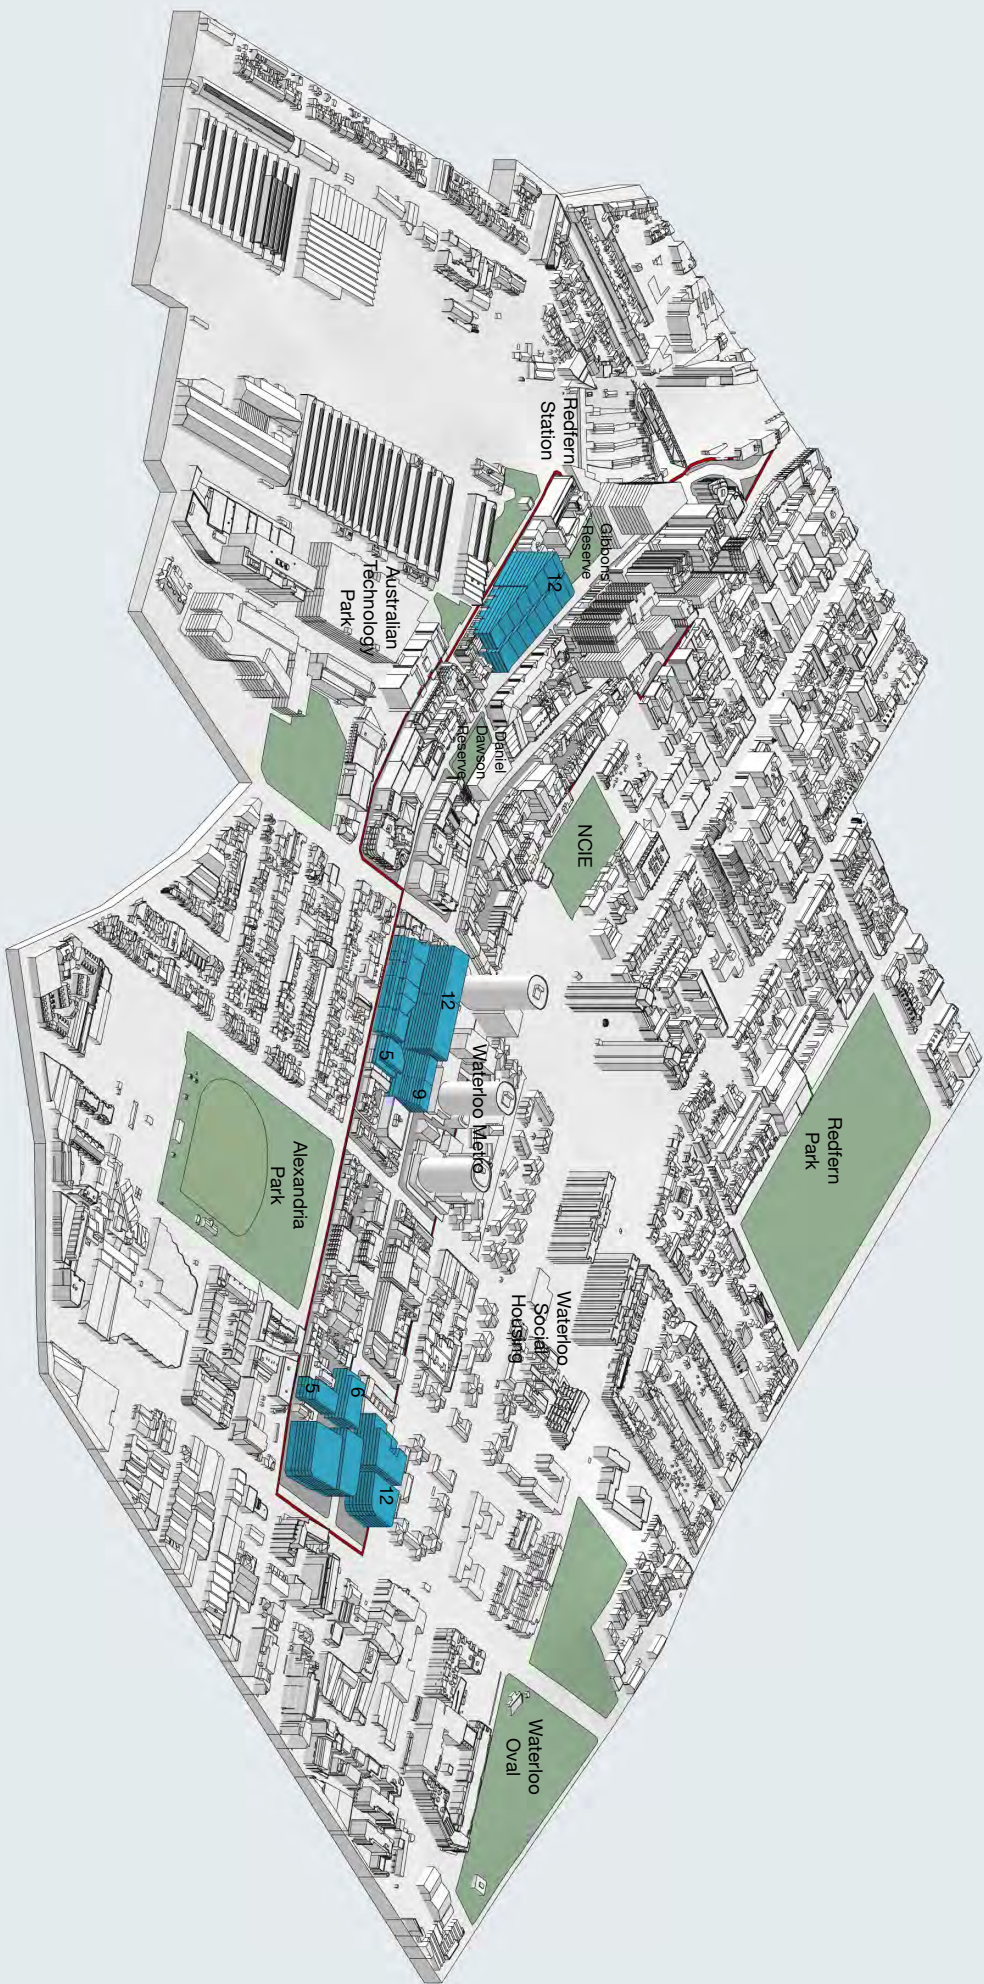 Redfern
Station
Gibbons
Reserve
12
Australian
Technology
Park
Daniel
Dawson
Reserve
NCIE
12
5
9
Waterloo Metro
Redfern
Park
Alexandria
Park
Waterloo
Social
Housing
5
6
12
Waterloo
Oval